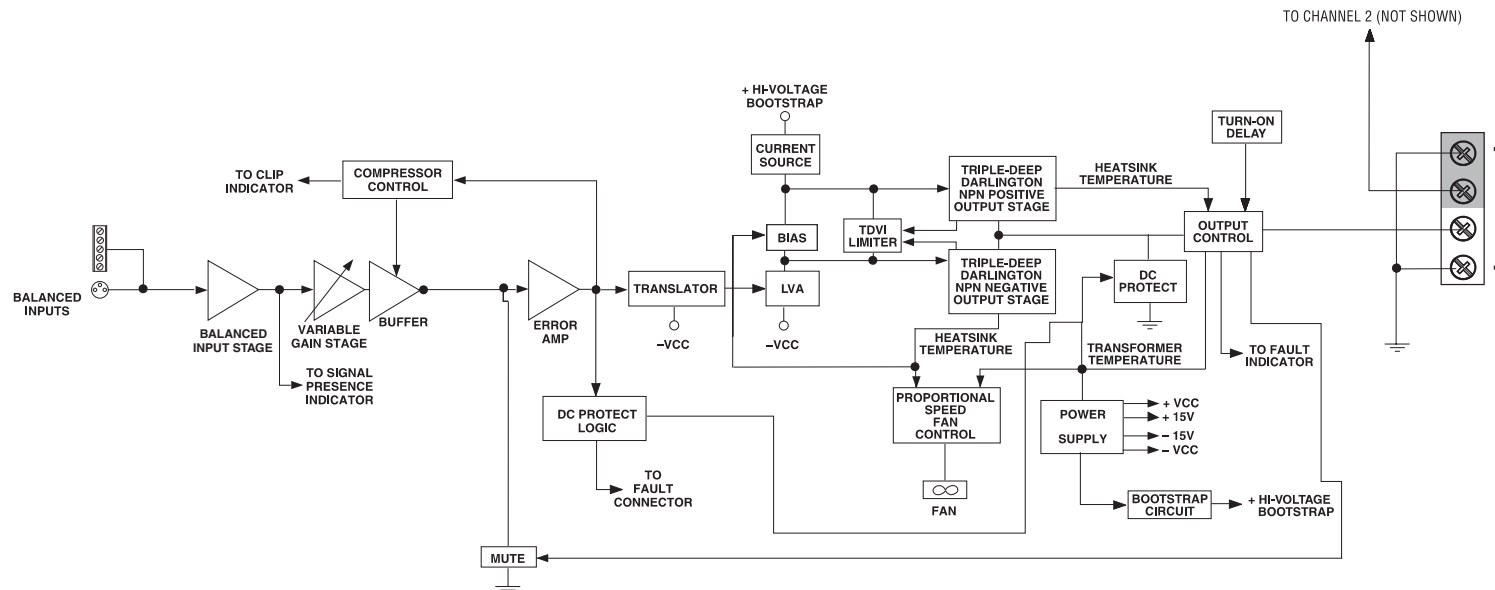 TO CHANNEL 2 (NOT SHOWN)
+ HI-VOLTAGE
BOOTSTRAP
CURRENT
SOURCE
TURN-ON
DELAY
TO CLIP
INDICATOR
COMPRESSOR
CONTROL
TRIPLE-DEEP
DARLINGTON
NPN POSITIVE
OUTPUT STAGE
HEATSINK
TEMPERATURE
BIAS
TDVI
LIMITER
OUTPUT
CONTROL
BALANCED
INPUTS
BALANCED
INPUT STAGE
VARIABLE
GAIN STAGE
BUFFER
ERROR
AMP
TRANSLATOR
–VCC
LVA
–VCC
TRIPLE-DEEP
DARLINGTON
NPN NEGATIVE
OUTPUT STAGE
DC
PROTECT
HEATSINK
TEMPERATURE
TRANSFORMER
TEMPERATURE
TO FAULT
INDICATOR
TO SIGNAL
PRESENCE
INDICATOR
DC PROTECT
LOGIC
PROPORTIONAL
SPEED
FAN
CONTROL
POWER
SUPPLY
+ VCC
+ 15V
– 15V
– VCC
TO
FAULT
CONNECTOR
FAN
BOOTSTRAP
CIRCUIT
+ HI-VOLTAGE
BOOTSTRAP
MUTE